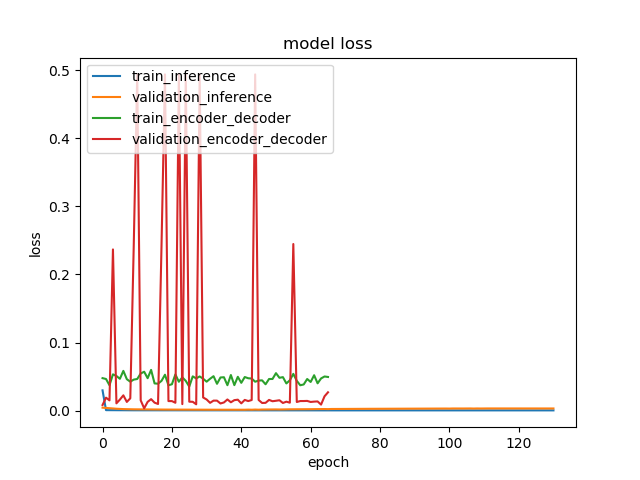 model loss
train_inference
validation_inference
train_encoder_decoder
validation_encoder_decoder
loss
0.5
0.4
0.3
0.2
0.1
0.0
0 20 40 60 80 100 120
epoch